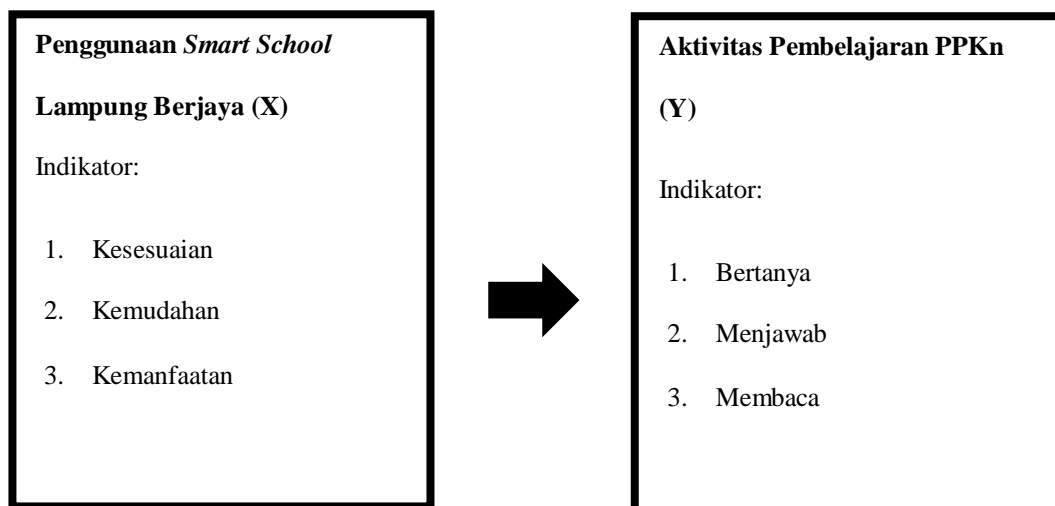 Penggunaan Smart School
Lampung Berjaya (X)
Indikator:
1. Kesesuaian
2. Kemudahan
3. Kemanfaatan
Aktivitas Pembelajaran PPKn
(Y)
Indikator:
1. Bertanya
2. Menjawab
3. Membaca